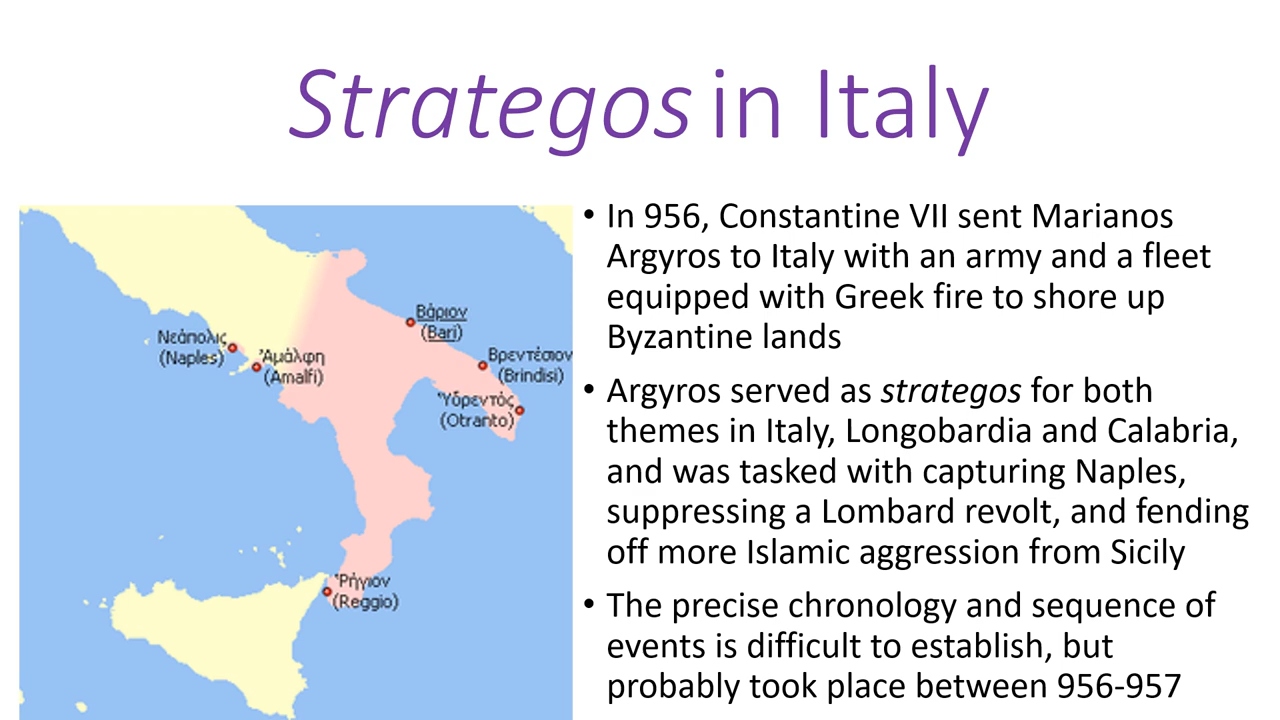 Strategos in Italy
Νεάπολις
(Naples)
Ἀμάλφη
(Amalfi)
Βάριον
(Bari)
Βρεντέσιον
(Brindisi)
Ὑδρεντὸς
(Otranto)
Ῥήγιον
(Reggio)
• In 956, Constantine VII sent Marianos
Argyros to Italy with an army and a fleet
equipped with Greek fire to shore up
Byzantine lands
• Argyros served as strategos for both
themes in Italy, Longobardia and Calabria,
and was tasked with capturing Naples,
suppressing a Lombard revolt, and fending
off more Islamic aggression from Sicily
• The precise chronology and sequence of
events is difficult to establish, but
probably took place between 956-957